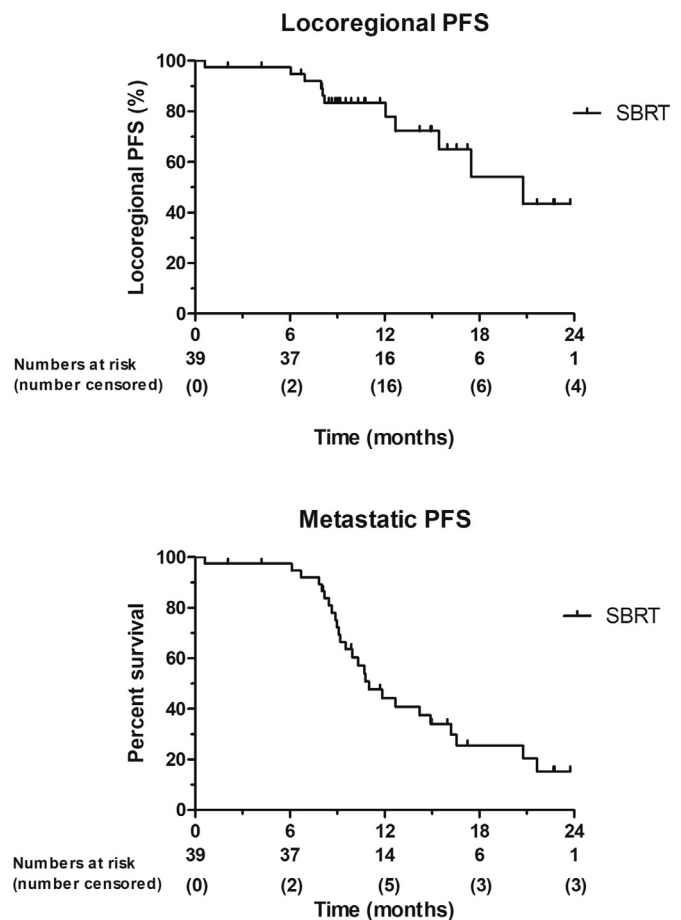 Locoregional PFS
100
80
60
40
20
0
Locoregional PFS (%)
SBRT
0 6 12 18 24
Numbers at risk 39 37 16 6 1
(number censored) (0) (2) (16) (6) (4)
Time (months)
Metastatic PFS
100
80
60
40
20
0
Percent survival
SBRT
0 6 12 18 24
Numbers at risk 39 37 14 6 1
(number censored) (0) (2) (5) (3) (3)
Time (months)